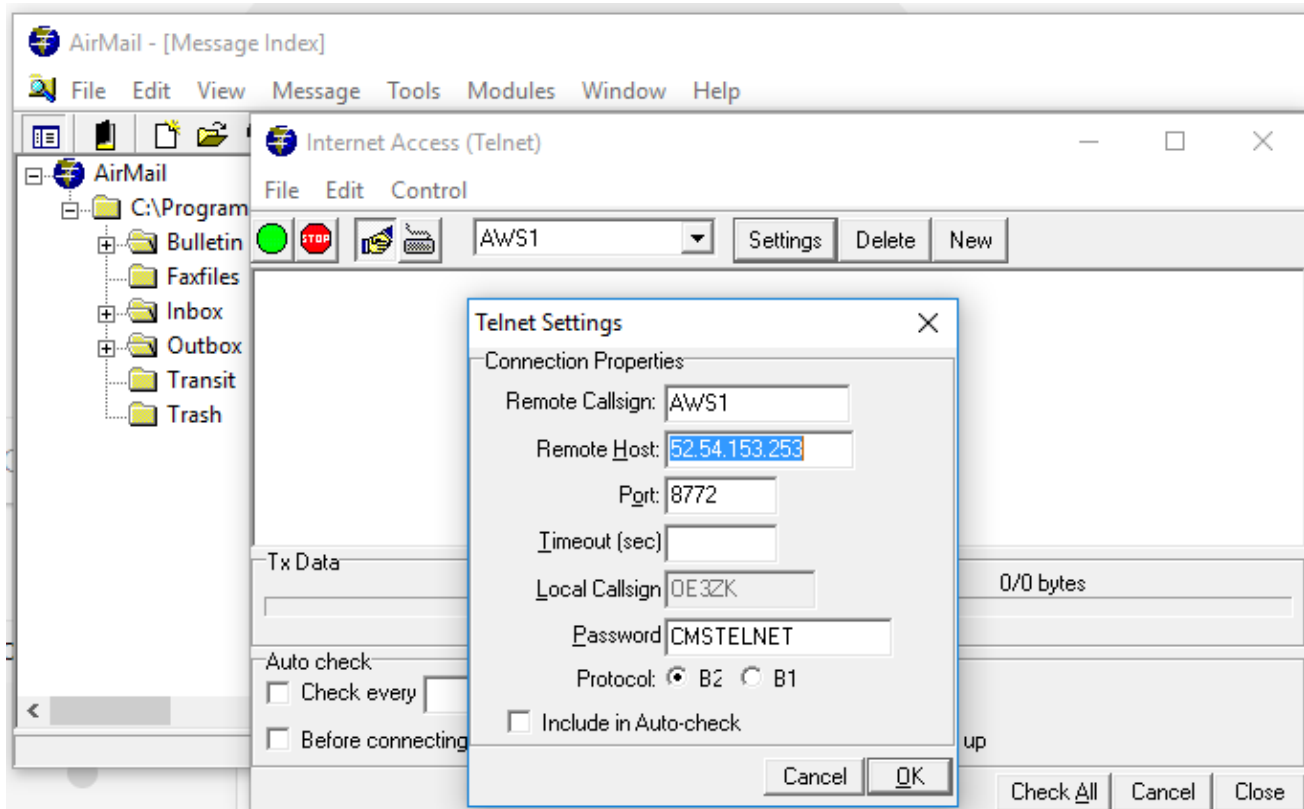 AirMail - [Message Index]
File Edit View Message Tools Modules Window Help
Internet Access (Telnet)
File Edit Control
STOP AWS1 Settings Delete New
AirMail
C:\Program
Bulletin
Faxfiles
Inbox
Outbox
Transit
Trash
Telnet Settings
Connection Properties
Remote Callsign: AWS1
Remote Host: 52.54.153.253
Port: 8772
Timeout (sec)
Local Callsign OE3ZK
Password CMSTELNET
Protocol: B2 B1
Include in Auto-check
Cancel OK
Tx Data
0/0 bytes
Auto check
Check every
Before connecting up
Check All Cancel Close